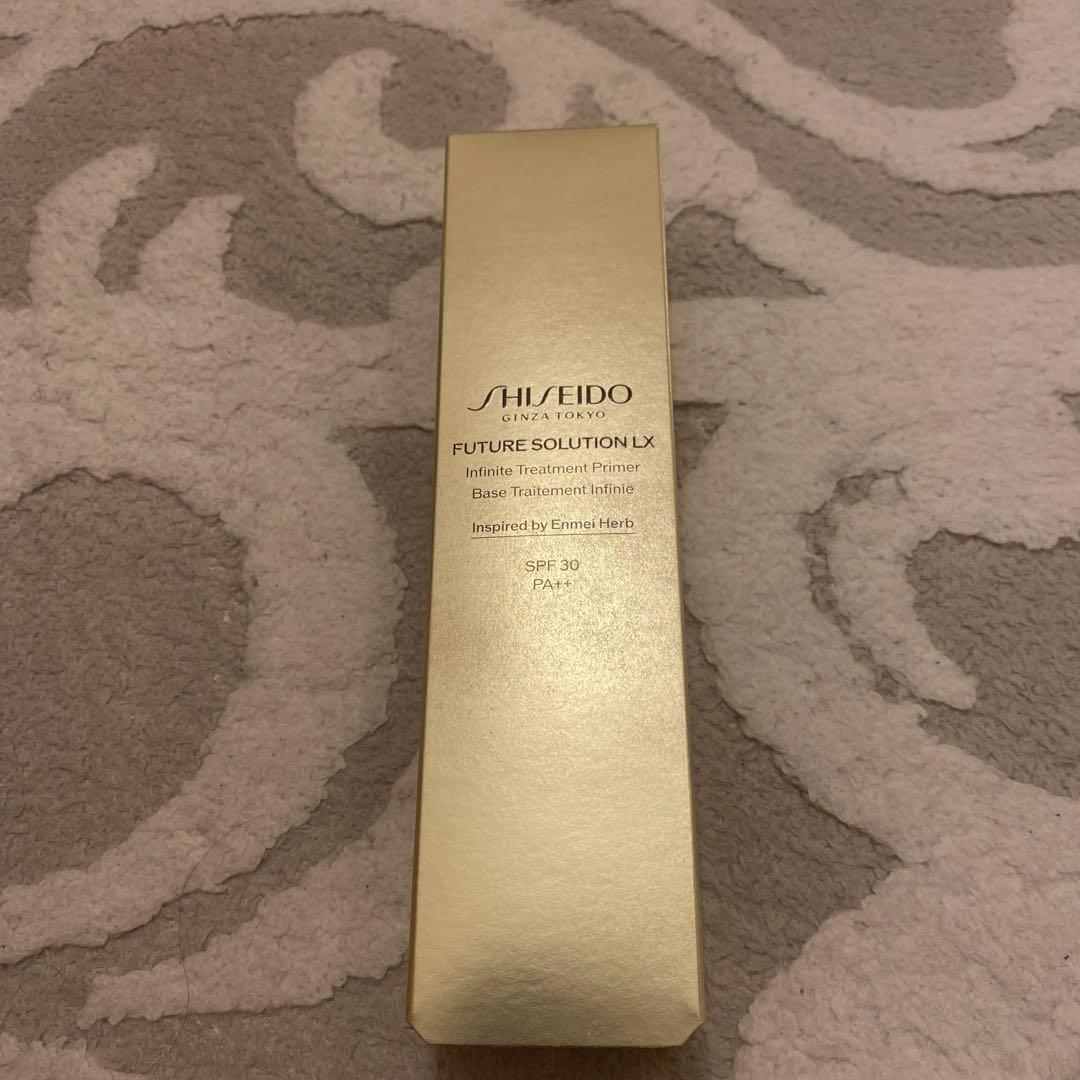 SHISEIDO
GINZA TOKYO
FUTURE SOLUTION LX
Infinite Treatment Primer
Base Traitement Infinie
Inspired by Enmei Herb
SPF 30
PA++